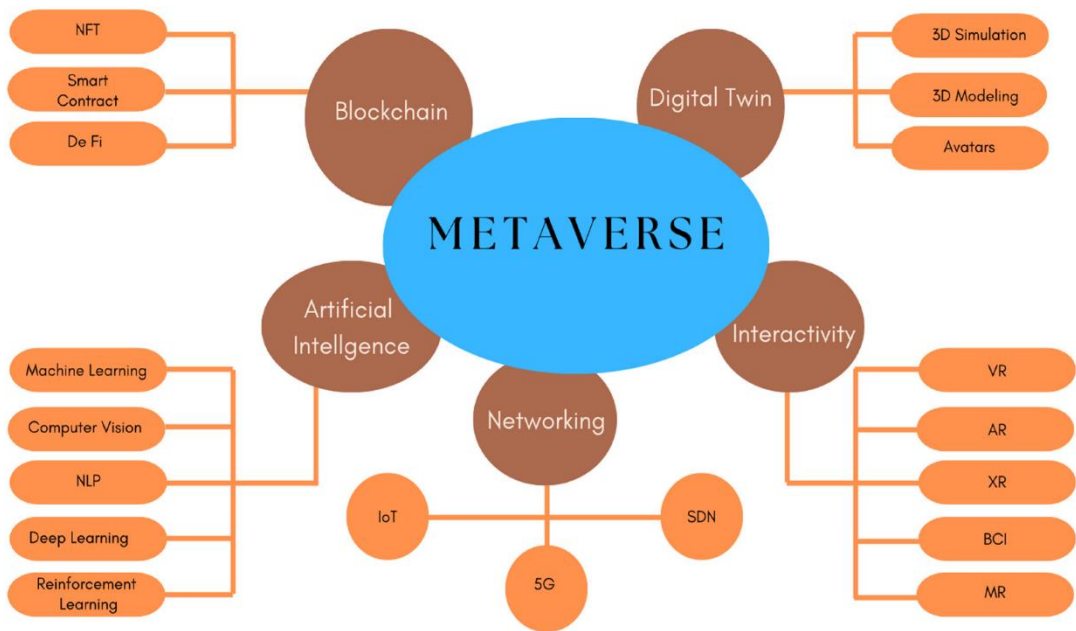 NFT
Smart
Contract
De Fi
Blockchain
Digital Twin
3D Simulation
3D Modeling
Avatars
METAVERSE
Artificial
Intellgence
Interactivity
Networking
Machine Learning
Computer Vision
NLP
Deep Learning
Reinforcement
Learning
IoT
5G
SDN
VR
AR
XR
BCI
MR